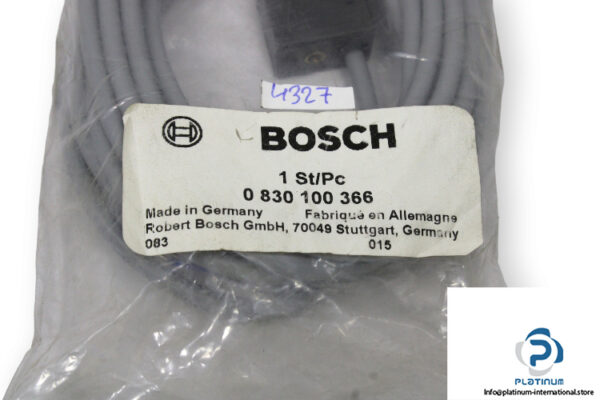 4327
BOSCH
1 St/Pc
0 830 100 366
Made in Germany Fabriqué en Allemagne
Robert Bosch GmbH, 70049 Stuttgart, Germany
083 015
PLATINUM
Info@platinum-international.store